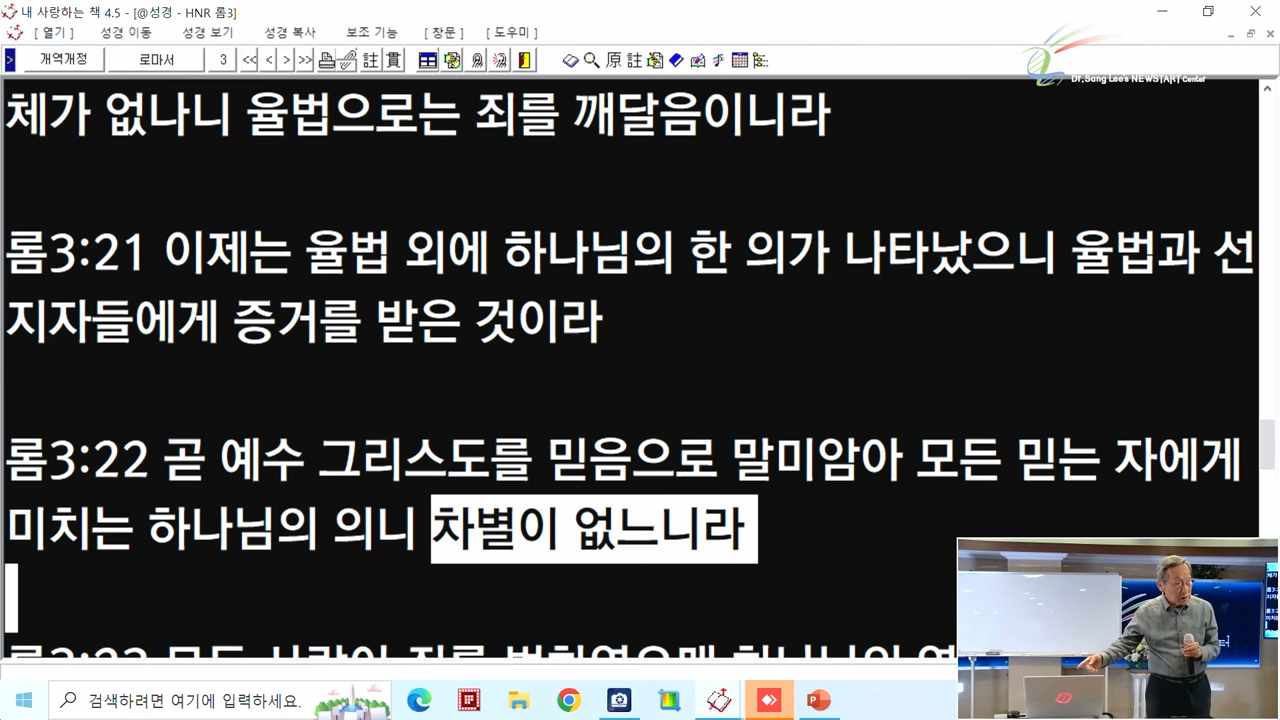 내 사랑하는 책 4.5 - [@성경 - HNR 롬3]
[ 열기 ] 성경 이동 성경 보기 성경 복사 보조 기능 [ 창문 ] [ 도우미 ]
개역개정 로마서 3 << < > >> 註 貫 原 註
Dr.Sang Lee's NEWSTART Center
체가 없나니 율법으로는 죄를 깨달음이니라
롬3:21 이제는 율법 외에 하나님의 한 의가 나타났으니 율법과 선
지자들에게 증거를 받은 것이라
롬3:22 곧 예수 그리스도를 믿음으로 말미암아 모든 믿는 자에게
미치는 하나님의 의니 차별이 없느니라
검색하려면 여기에 입력하세요.